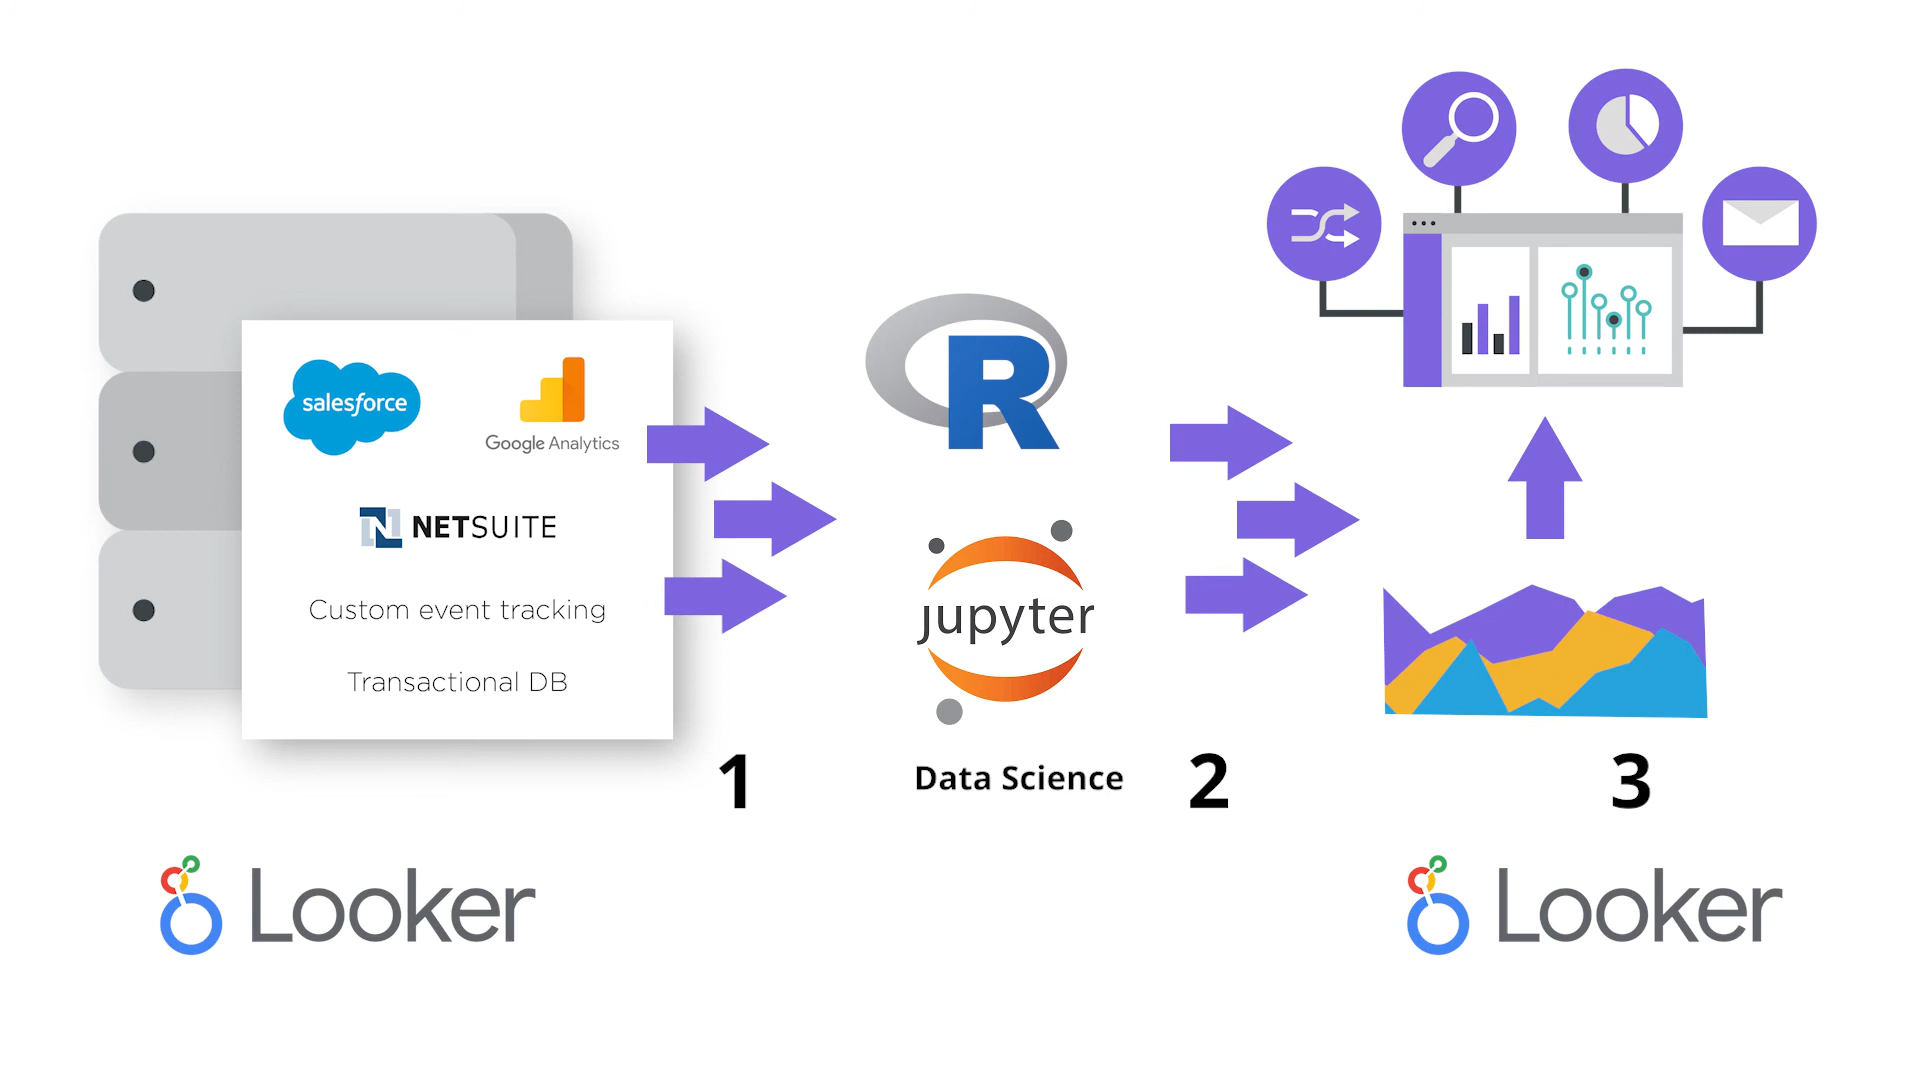 salesforce
Google Analytics
NETSUITE
Custom event tracking
Transactional DB
R
jupyter
Data Science
1
2
3
Looker
Looker